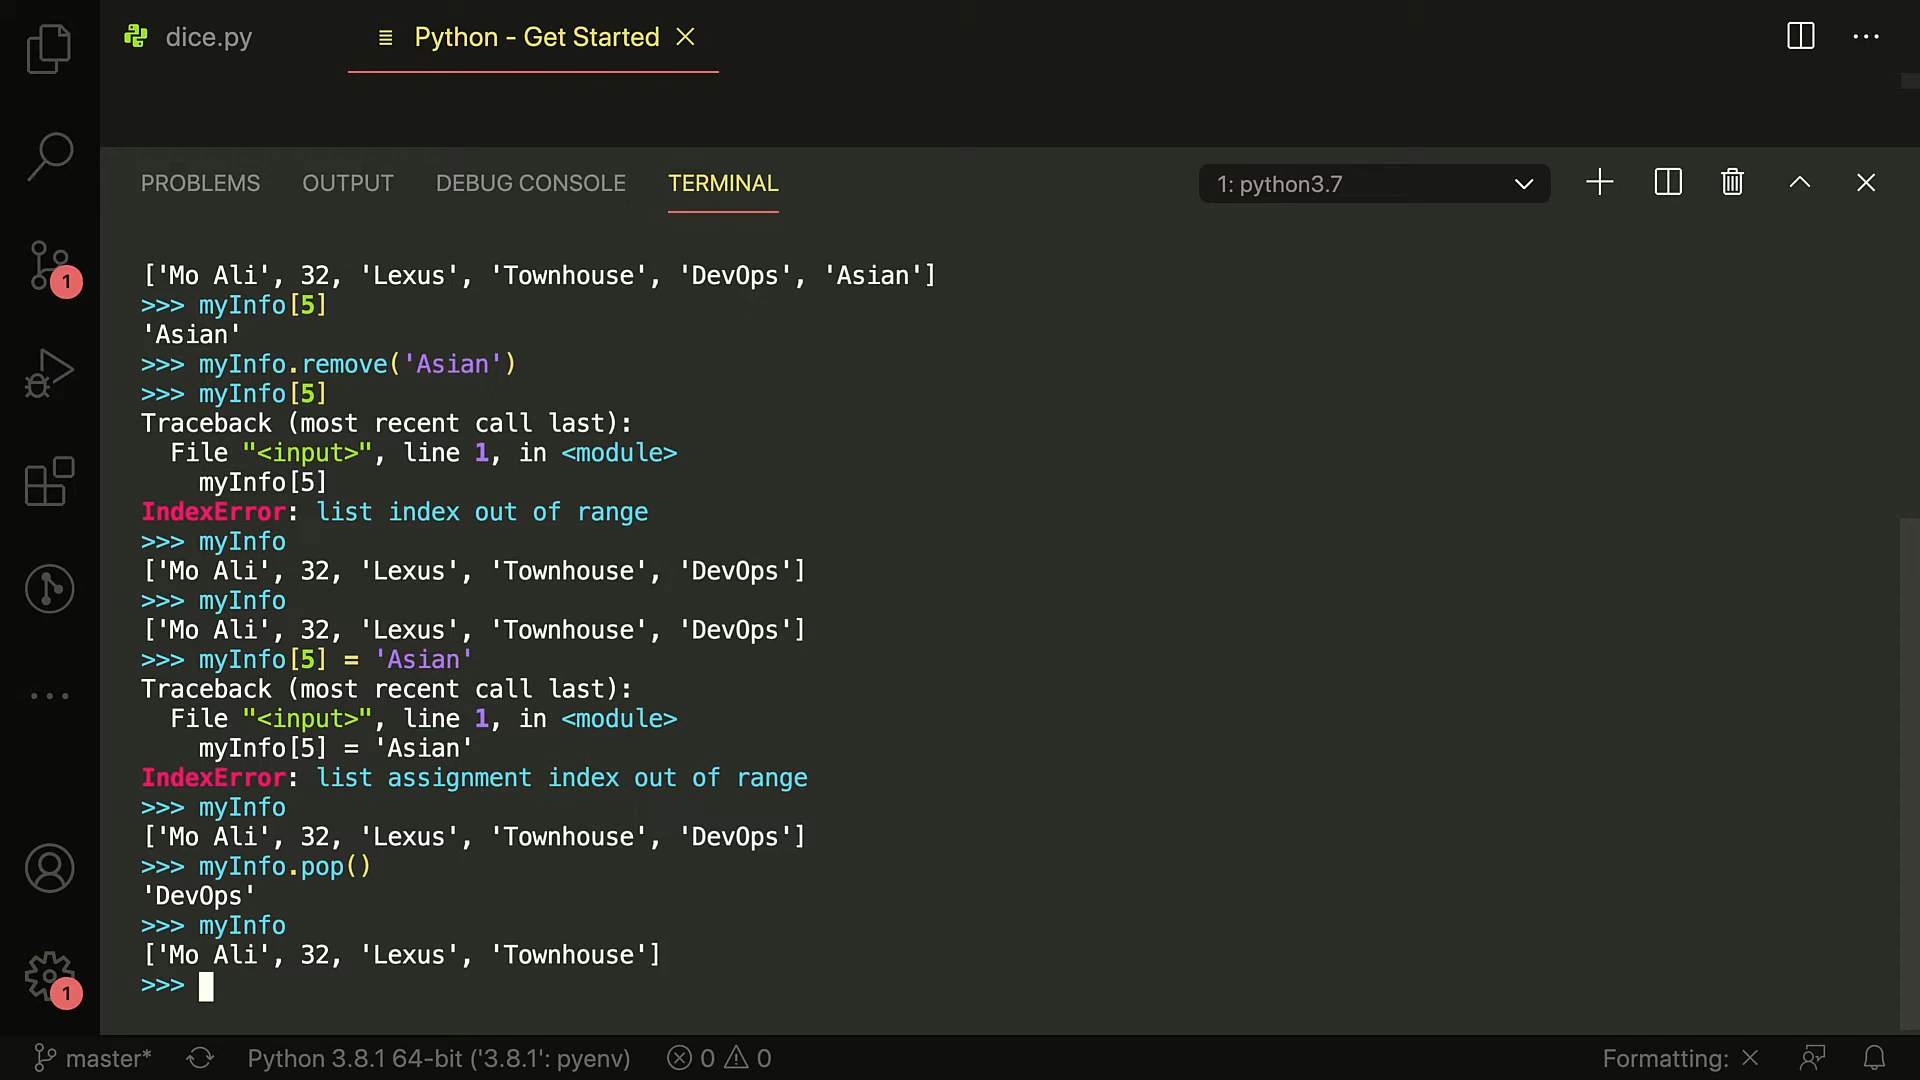 dice.py
Python - Get Started
PROBLEMS OUTPUT DEBUG CONSOLE TERMINAL 1: python3.7
['Mo Ali', 32, 'Lexus', 'Townhouse', 'DevOps', 'Asian']
>>> myInfo[5]
'Asian'
>>> myInfo.remove('Asian')
>>> myInfo[5]
Traceback (most recent call last):
  File "<input>", line 1, in <module>
    myInfo[5]
IndexError: list index out of range
>>> myInfo
['Mo Ali', 32, 'Lexus', 'Townhouse', 'DevOps']
>>> myInfo
['Mo Ali', 32, 'Lexus', 'Townhouse', 'DevOps']
>>> myInfo[5] = 'Asian'
Traceback (most recent call last):
  File "<input>", line 1, in <module>
    myInfo[5] = 'Asian'
IndexError: list assignment index out of range
>>> myInfo
['Mo Ali', 32, 'Lexus', 'Townhouse', 'DevOps']
>>> myInfo.pop()
'DevOps'
>>> myInfo
['Mo Ali', 32, 'Lexus', 'Townhouse']
>>>
1
1
master* Python 3.8.1 64-bit ('3.8.1': pyenv) 0 0 Formatting: